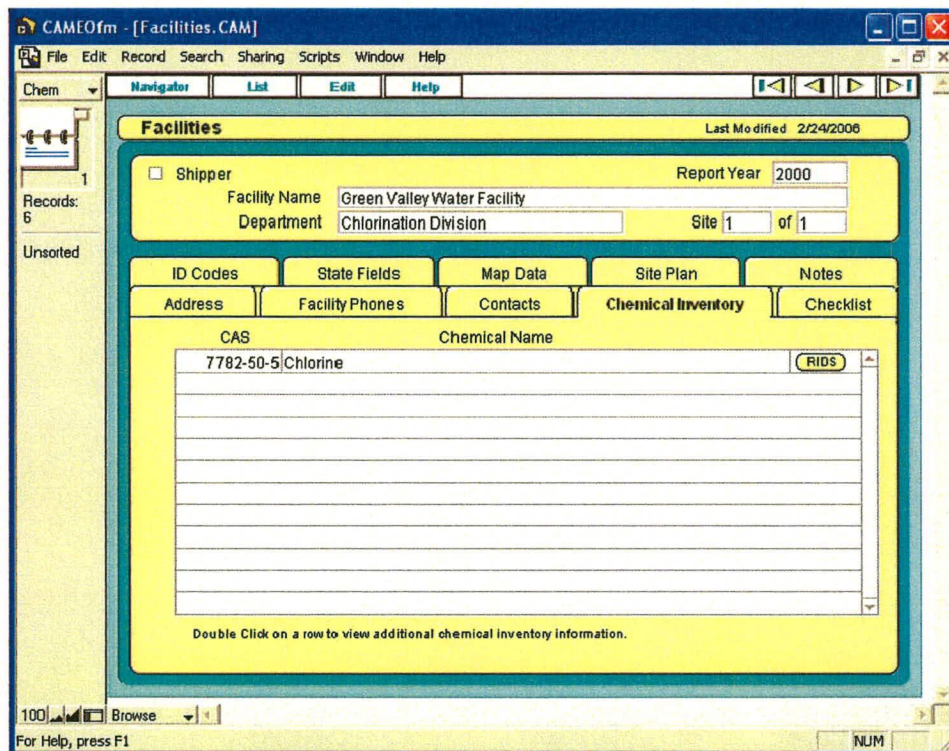 CAMEOfm - [Facilities.CAM]
File Edit Record Search Sharing Scripts Window Help
Chem Navigator List Edit Help
Facilities Last Modified 2/24/2006
1
Shipper Report Year 2000
Records: Facility Name Green Valley Water Facility
6 Department Chlorination Division Site 1 of 1
Unsorted
ID Codes State Fields Map Data Site Plan Notes
Address Facility Phones Contacts Chemical Inventory Checklist
CAS Chemical Name
7782-50-5 Chlorine RIDS
Double Click on a row to view additional chemical inventory information.
100 Browse
For Help, press F1 NUM